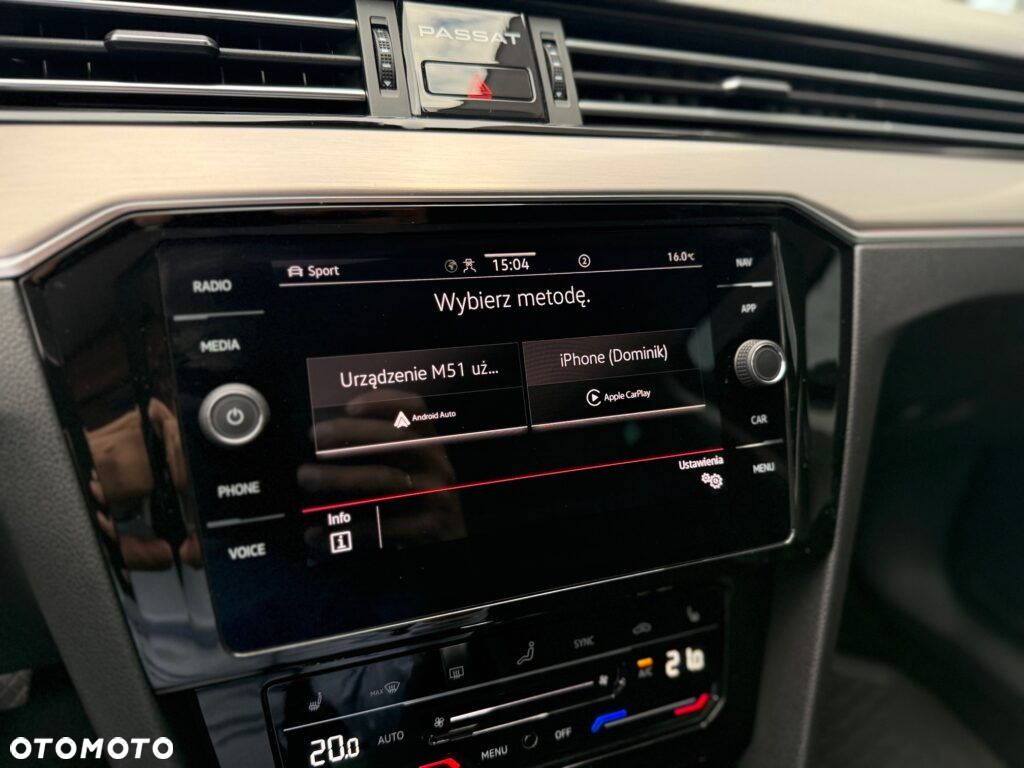 PASSAT
RADIO
MEDIA
PHONE
VOICE
Sport
15:04
2
16.0°C
Wybierz metodę.
Urządzenie M51 uż...
Android Auto
iPhone (Dominik)
Apple CarPlay
Ustawienia
Info
i
NAV
APP
CAR
MENU
MAX
SYNC
A/C
20.0
AUTO
MENU
OFF
OTOMOTO